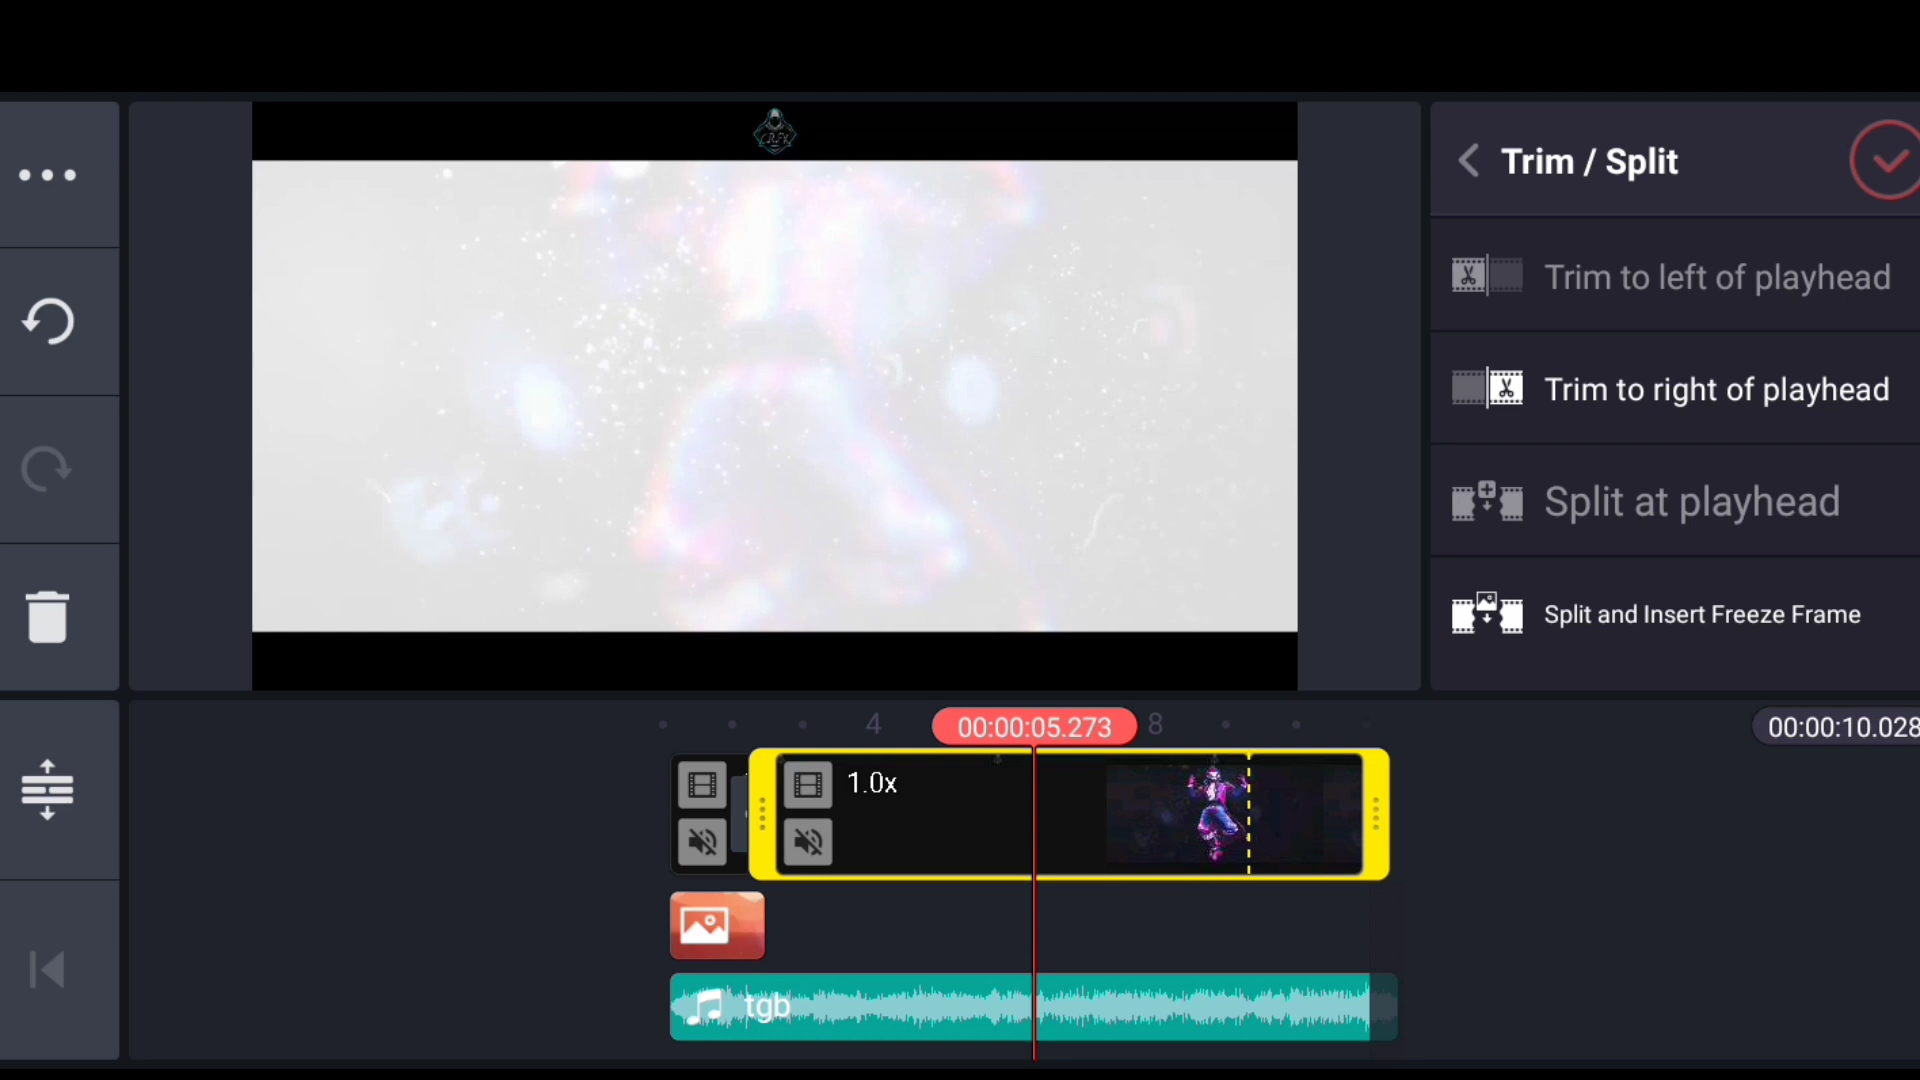 Trim / Split
Trim to left of playhead
Trim to right of playhead
Split at playhead
Split and Insert Freeze Frame
4
00:00:05.273
8
00:00:10.028
1.0x
tgb